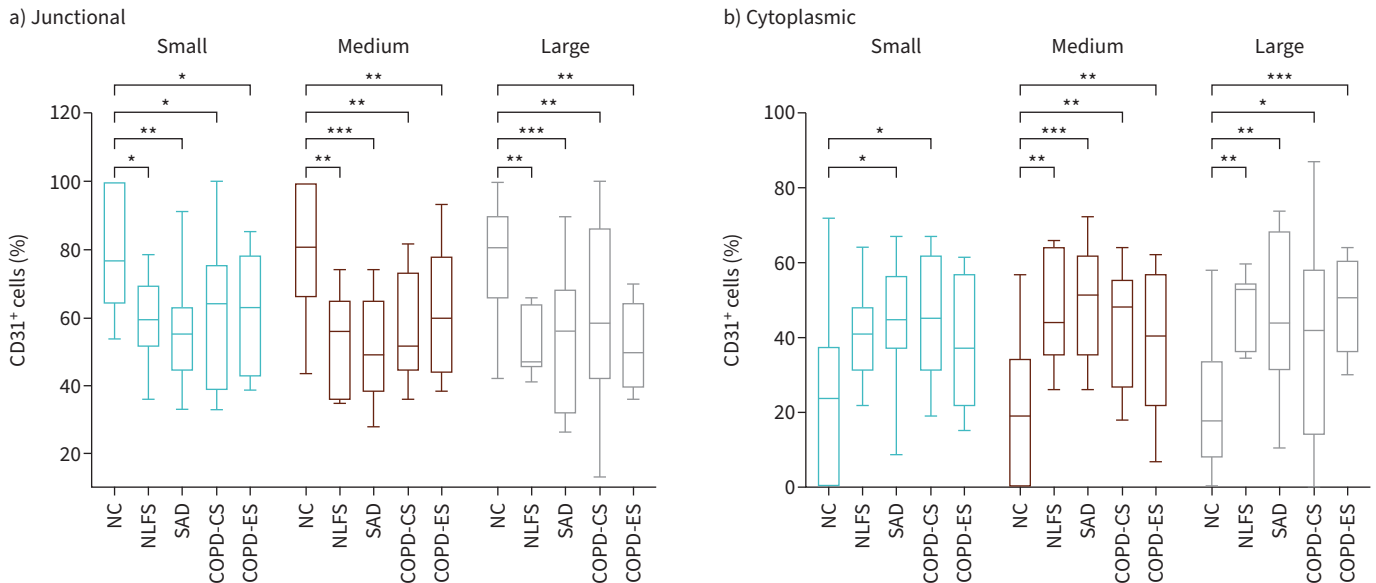 a) Junctional
Small Medium Large
* ** **
* ** **
** *** ***
* ** **
120
100
80
60
40
20
CD31+ cells (%)
NC NLFS SAD COPD-CS COPD-ES NC NLFS SAD COPD-CS COPD-ES NC NLFS SAD COPD-CS COPD-ES
b) Cytoplasmic
Small Medium Large
** ***
** *
* *** **
* ** **
100
80
60
40
20
0
CD31+ cells (%)
NC NLFS SAD COPD-CS COPD-ES NC NLFS SAD COPD-CS COPD-ES NC NLFS SAD COPD-CS COPD-ES